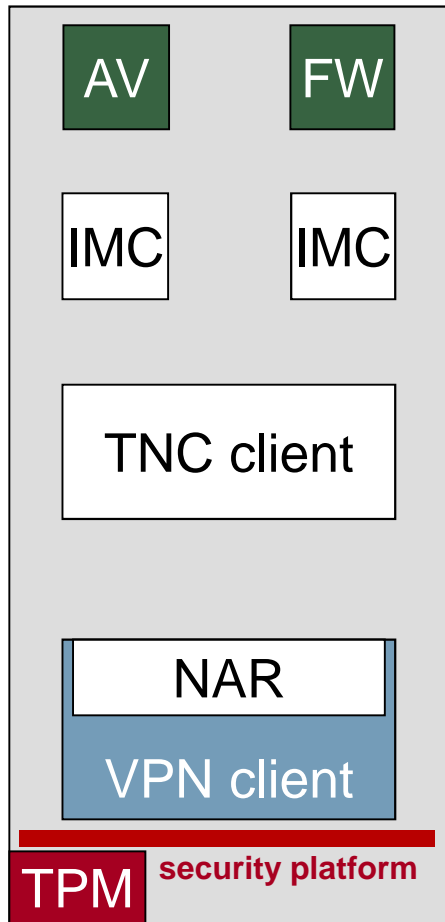 AV
FW
IMC
IMC
TNC client
NAR
VPN client
security platform
TPM